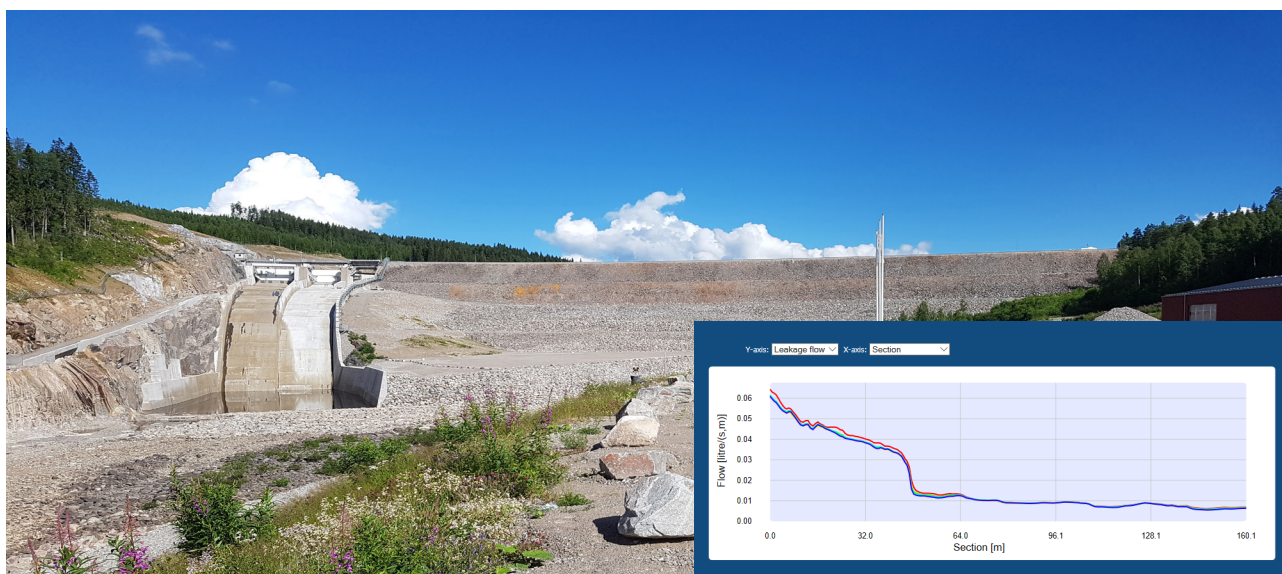 Y-axis: Leakage flow X-axis: Section
Flow [litre/(s,m)]
0.06
0.05
0.04
0.03
0.02
0.01
0.00
0.0 32.0 64.0 96.1 128.1 160.1
Section [m]